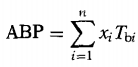 ABP = \sum_{i=1}^{n} x_i T_{bi}